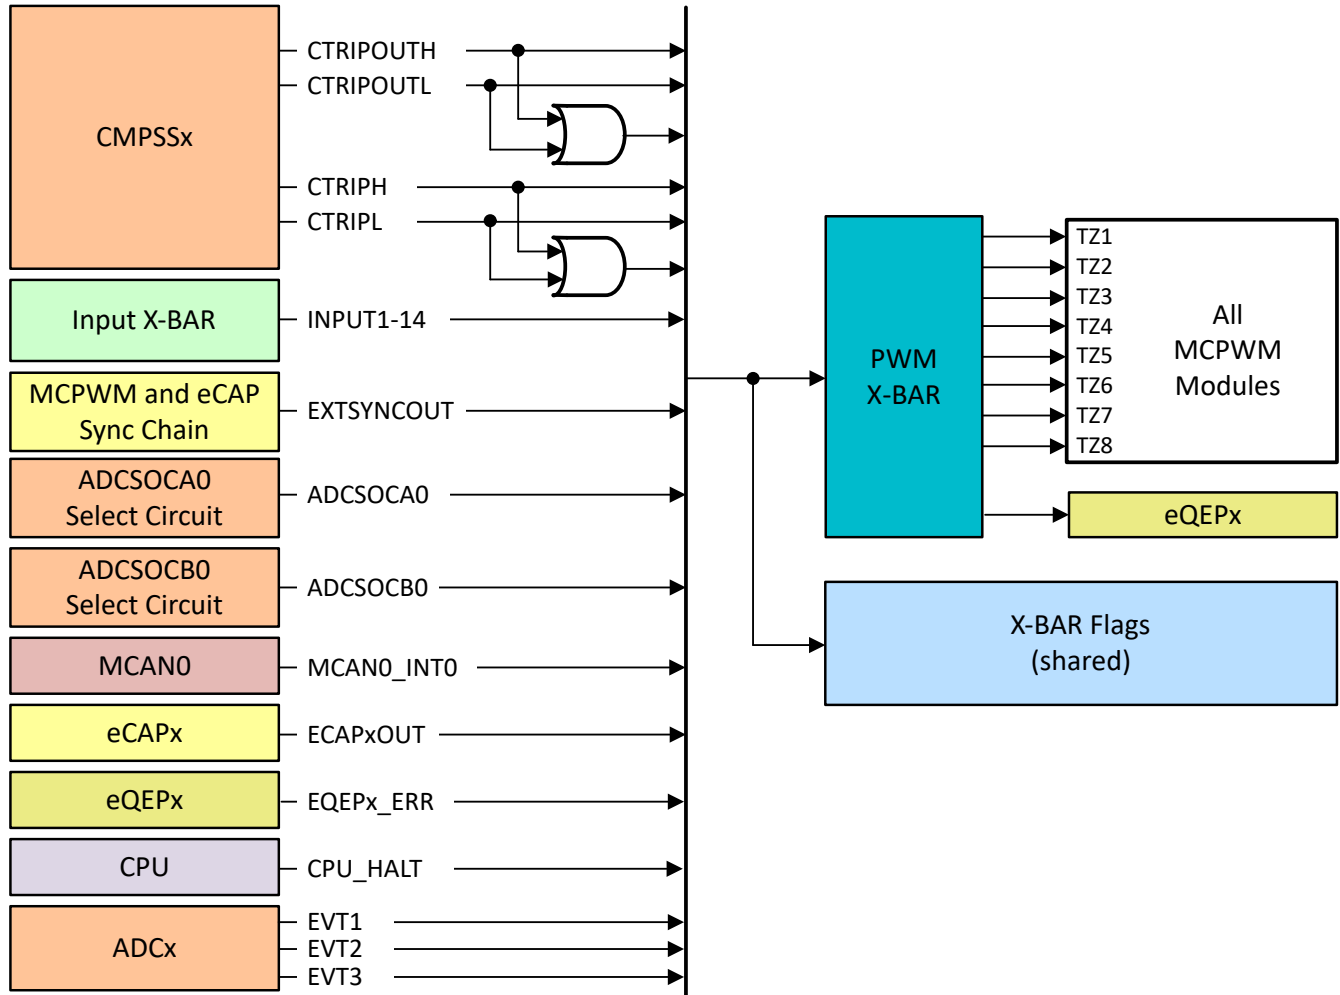 CMPSSx
CTRIPOUTH
CTRIPOUTL
CTRIPH
CTRIPL
Input X-BAR
INPUT1-14
MCPWM and eCAP
Sync Chain
EXTSYNCOUT
ADCSOCA0
Select Circuit
ADCSOCA0
ADCSOCB0
Select Circuit
ADCSOCB0
MCAN0
MCAN0_INT0
eCAPx
ECAPxOUT
eQEPx
EQEPx_ERR
CPU
CPU_HALT
ADCx
EVT1
EVT2
EVT3
PWM
X-BAR
TZ1
TZ2
TZ3
TZ4
TZ5
TZ6
TZ7
TZ8
All
MCPWM
Modules
eQEPx
X-BAR Flags
(shared)